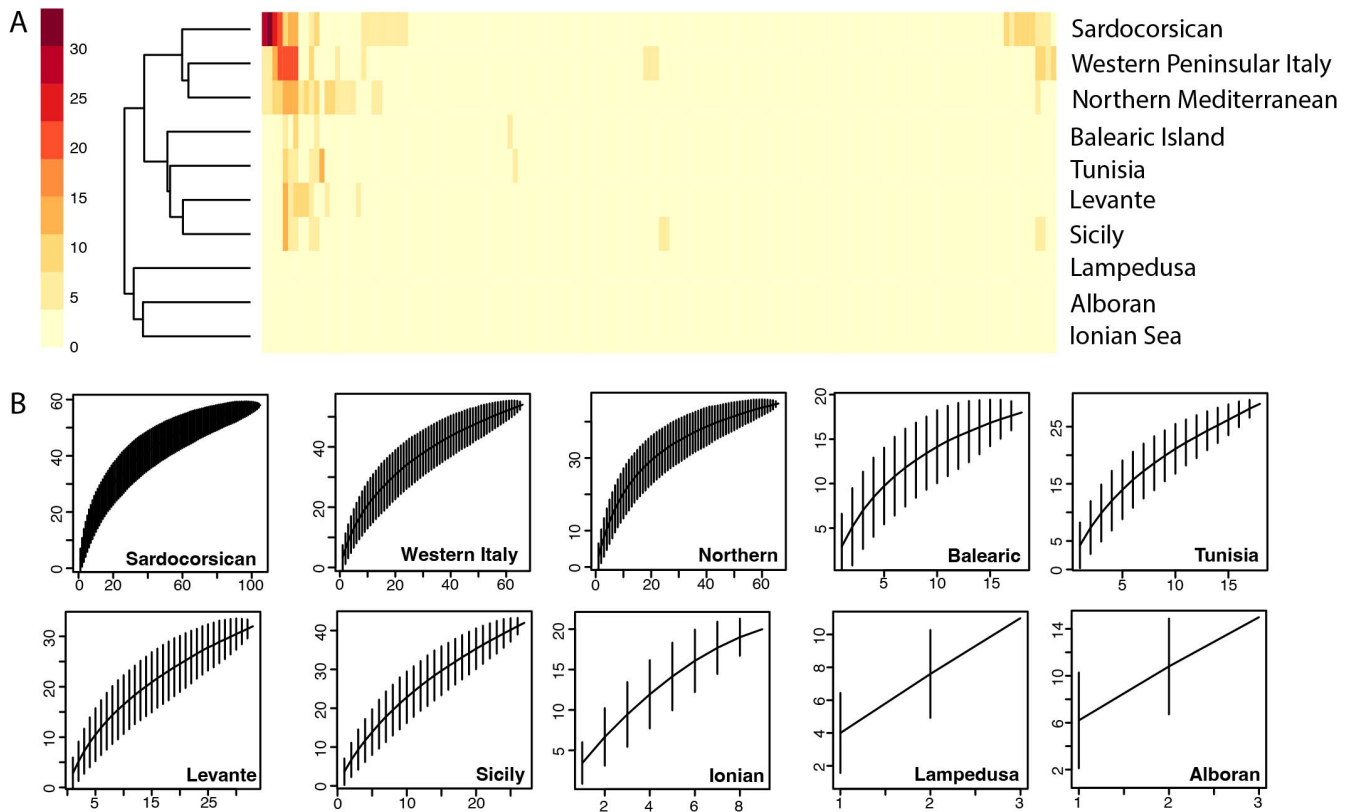 A
30
25
20
15
10
5
0
Sardocorsican
Western Peninsular Italy
Northern Mediterranean
Balearic Island
Tunisia
Levante
Sicily
Lampedusa
Alboran
Ionian Sea
B
60
40
20
0
Sardocorsican
0 20 60 100
40
20
0
Western Italy
0 20 40 60
30
10
0
Northern
0 20 40 60
20
15
10
5
Balearic
5 10 15
25
15
5
0
Tunisia
5 10 15
30
20
10
0
Levante
5 15 25
40
30
20
10
0
Sicily
0 10 20
20
15
10
5
Ionian
2 4 6 8
10
8
6
4
2
Lampedusa
1 2 3
14
10
6
4
2
Alboran
1 2 3